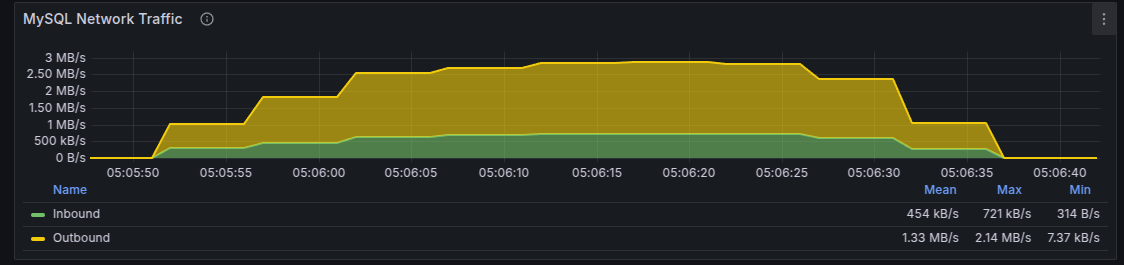 MySQL Network Traffic
3 MB/s
2.50 MB/s
2 MB/s
1.50 MB/s
1 MB/s
500 kB/s
0 B/s
05:05:50 05:05:55 05:06:00 05:06:05 05:06:10 05:06:15 05:06:20 05:06:25 05:06:30 05:06:35 05:06:40
Name Mean Max Min
Inbound 454 kB/s 721 kB/s 314 B/s
Outbound 1.33 MB/s 2.14 MB/s 7.37 kB/s